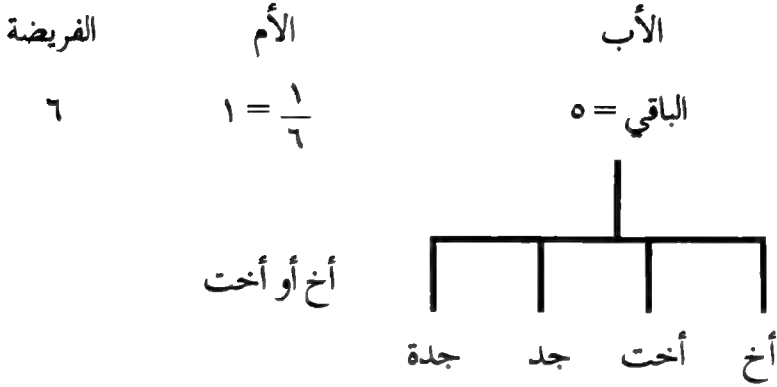 الأب الأم الفريضة
الباقي = ٥ ١/٦ = ١ ٦
أخ أو أخت
أخ أخت جد جدة